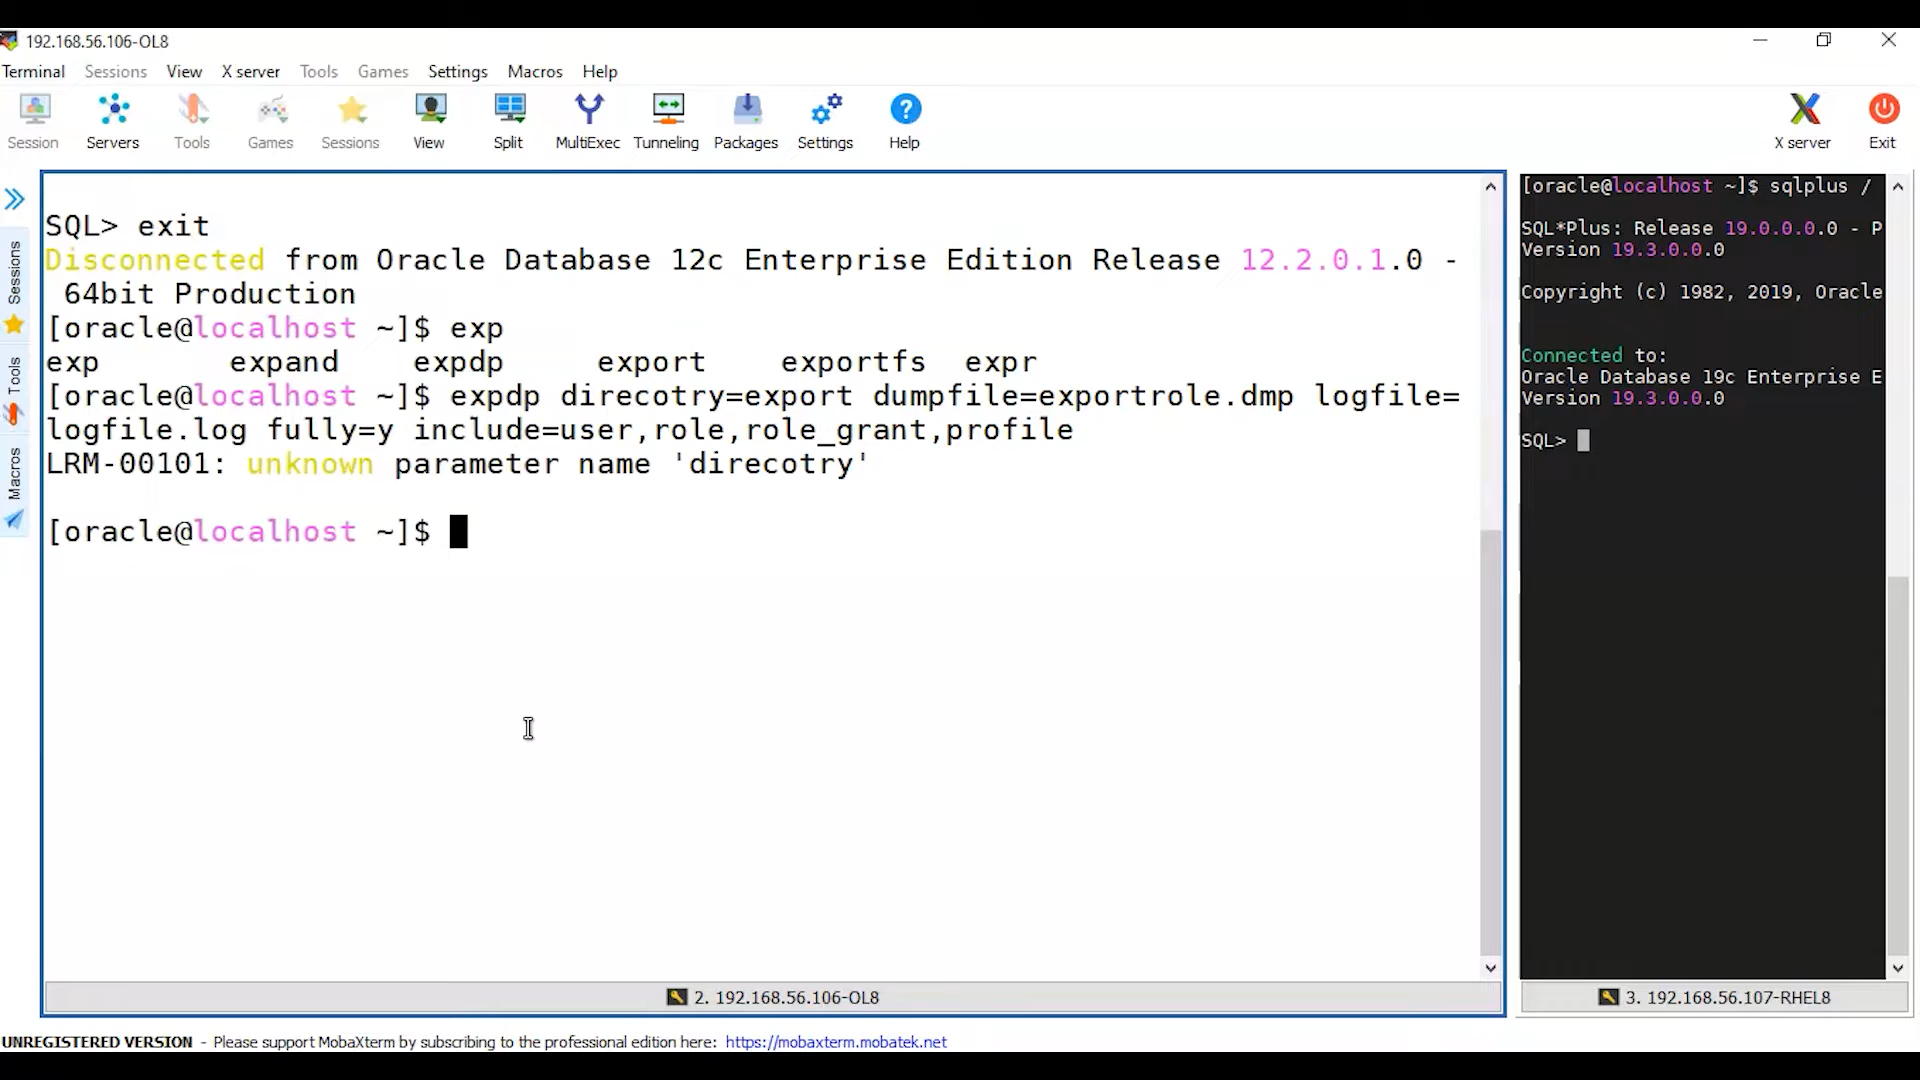 192.168.56.106-OL8
Terminal Sessions View X server Tools Games Settings Macros Help
Session Servers Tools Games Sessions View Split MultiExec Tunneling Packages Settings Help X server Exit
Sessions
Tools
Macros
SQL> exit
Disconnected from Oracle Database 12c Enterprise Edition Release 12.2.0.1.0 -
64bit Production
[oracle@localhost ~]$ exp
exp expand expdp export exportfs expr
[oracle@localhost ~]$ expdp direcotry=export dumpfile=exportrole.dmp logfile=
logfile.log fully=y include=user,role,role_grant,profile
LRM-00101: unknown parameter name 'direcotry'
[oracle@localhost ~]$
2. 192.168.56.106-OL8
[oracle@localhost ~]$ sqlplus /
SQL*Plus: Release 19.0.0.0.0 - P
Version 19.3.0.0.0
Copyright (c) 1982, 2019, Oracle
Connected to:
Oracle Database 19c Enterprise E
Version 19.3.0.0.0
SQL>
3. 192.168.56.107-RHEL8
UNREGISTERED VERSION - Please support MobaXterm by subscribing to the professional edition here: https://mobaxterm.mobatek.net